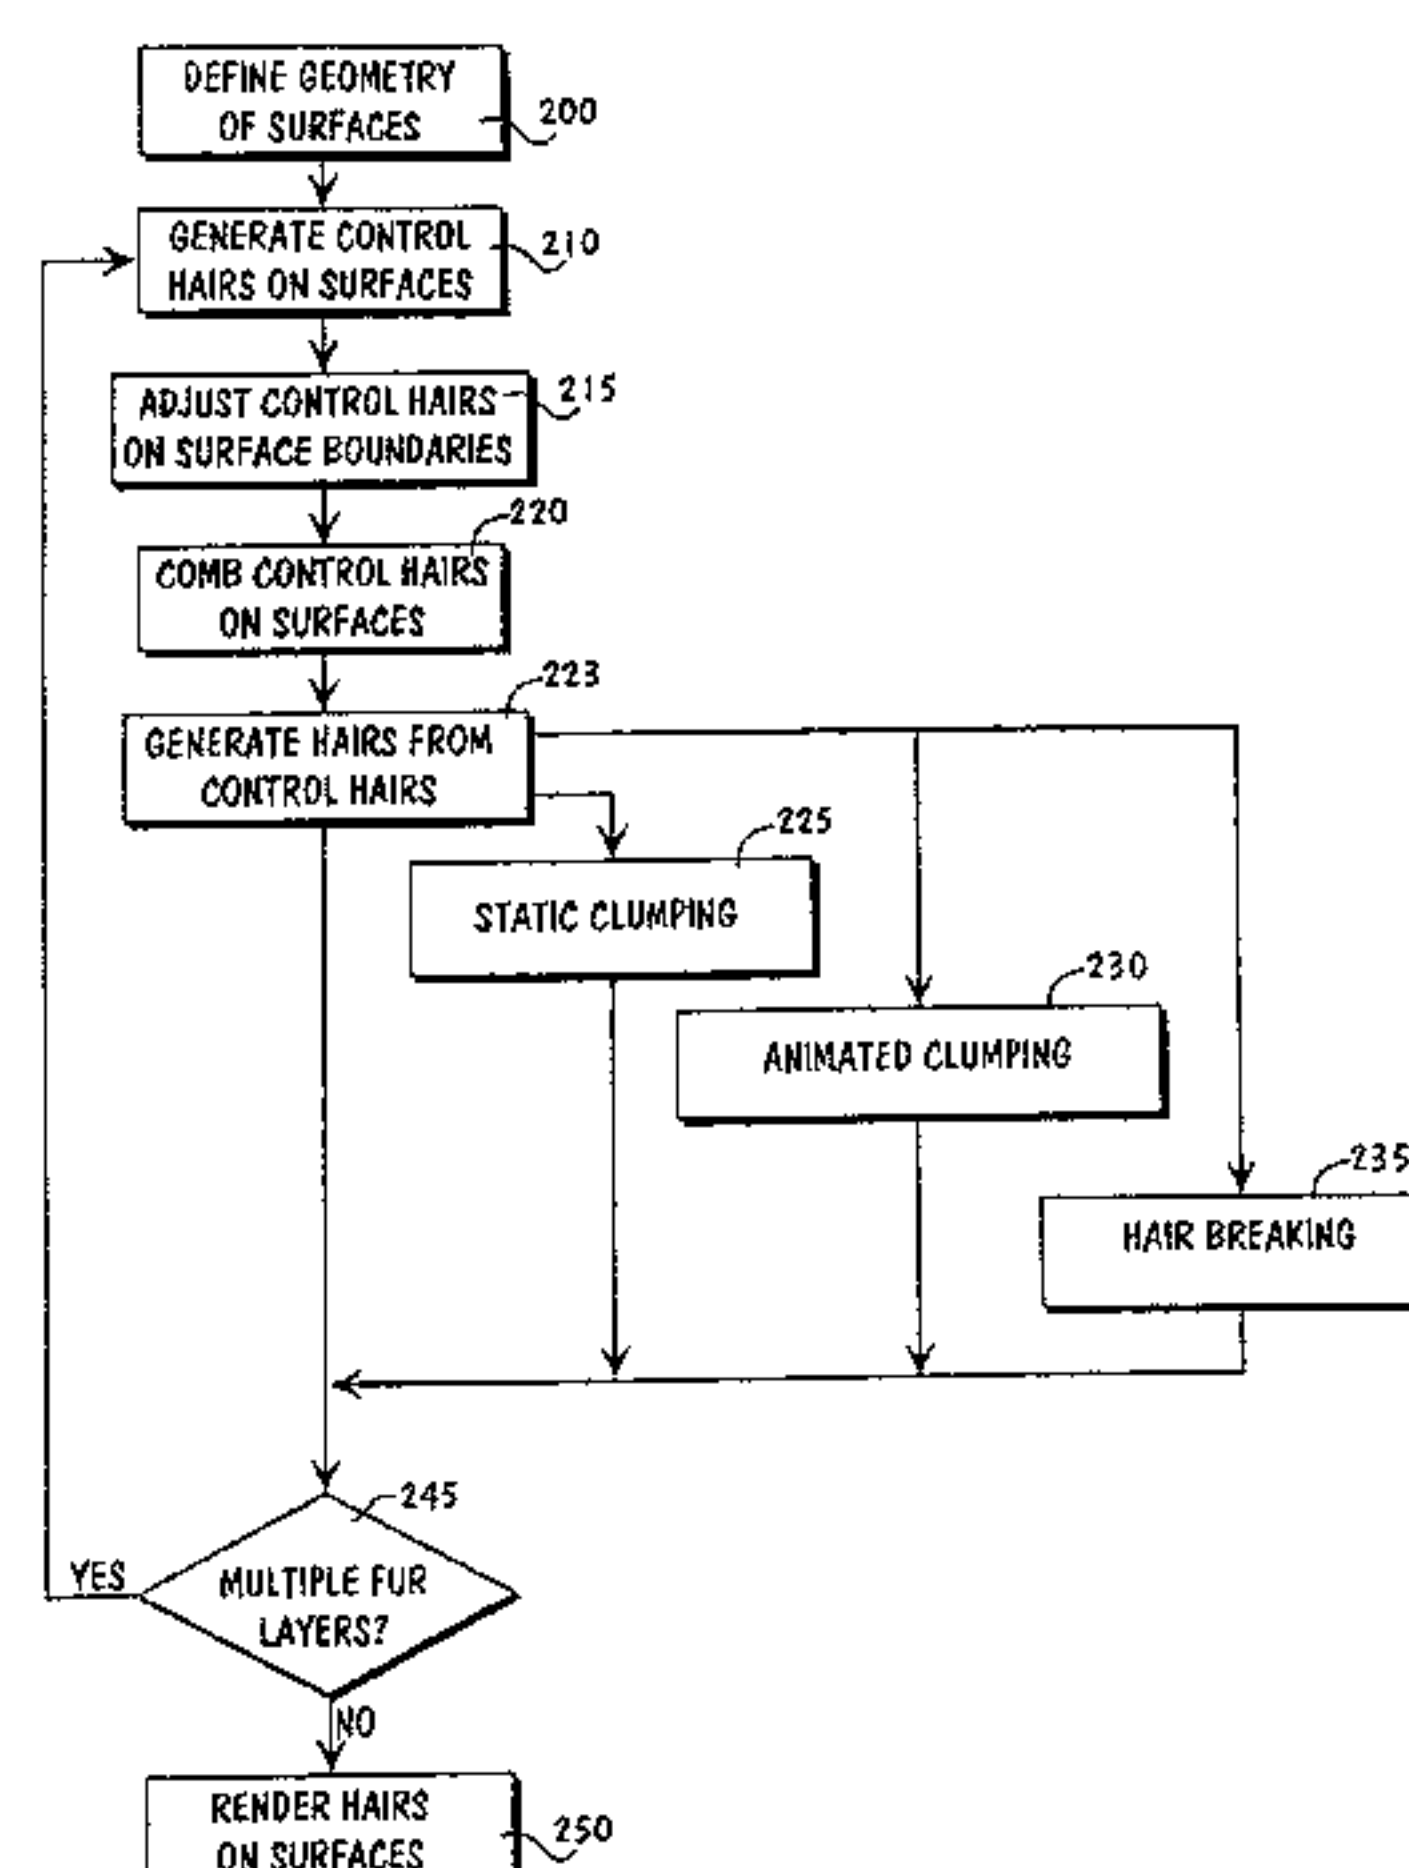 DEFINE GEOMETRY
OF SURFACES
200
GENERATE CONTROL
HAIRS ON SURFACES
210
ADJUST CONTROL HAIRS
ON SURFACE BOUNDARIES
215
220
COMB CONTROL HAIRS
ON SURFACES
223
GENERATE HAIRS FROM
CONTROL HAIRS
225
STATIC CLUMPING
230
ANIMATED CLUMPING
235
HAIR BREAKING
245
YES
MULTIPLE FUR
LAYERS?
NO
RENDER HAIRS
ON SURFACES
250